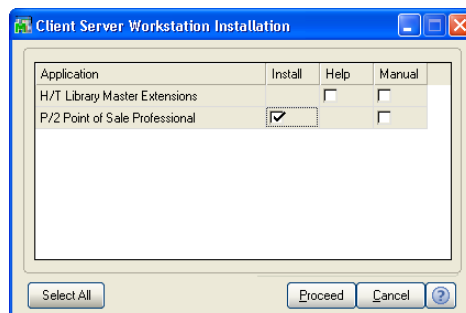 Client Server Workstation Installation
Application Install Help Manual
H/T Library Master Extensions
P/2 Point of Sale Professional
Select All Proceed Cancel ?